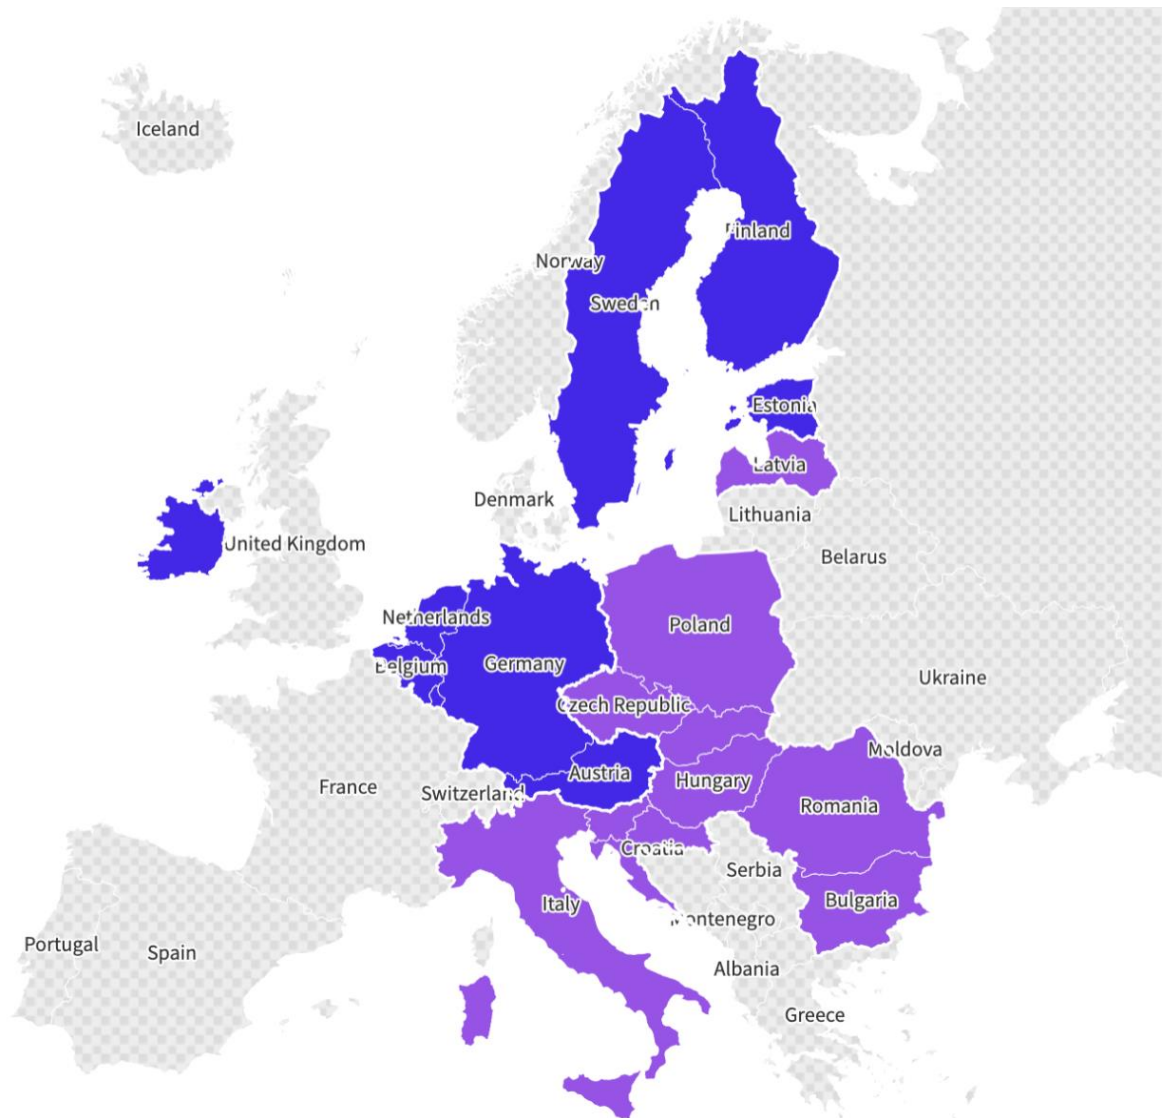 Iceland
Finland
Norway
Sweden
Estonia
Latvia
Denmark
Lithuania
United Kingdom
Belarus
Netherlands
Poland
Germany
Belgium
Ukraine
Czech Republic
Moldova
Austria
Hungary
France
Switzerland
Romania
Croatia
Serbia
Bulgaria
Italy
Montenegro
Portugal
Spain
Albania
Greece